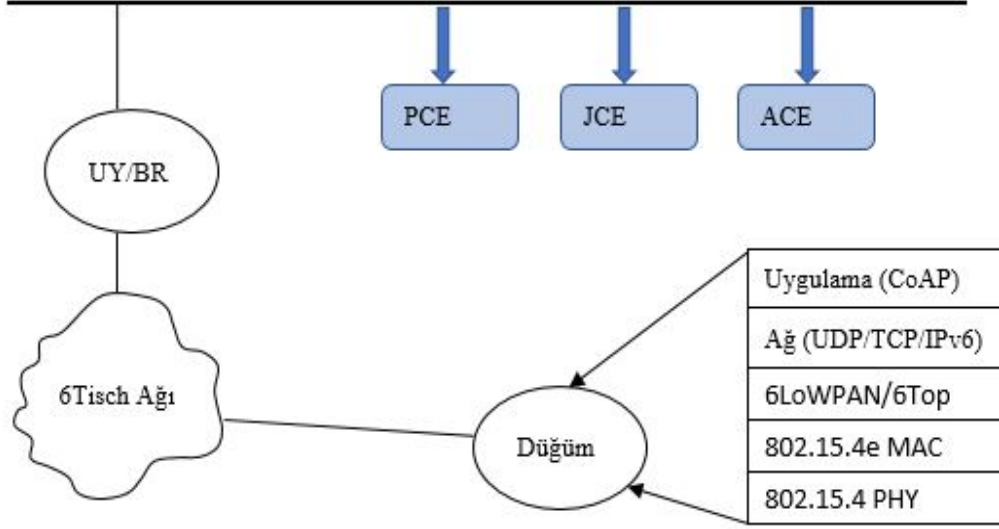 PCE
JCE
ACE
UY/BR
6Tisch Ağı
Düğüm
Uygulama (CoAP)
Ağ (UDP/TCP/IPv6)
6LoWPAN/6Top
802.15.4e MAC
802.15.4 PHY